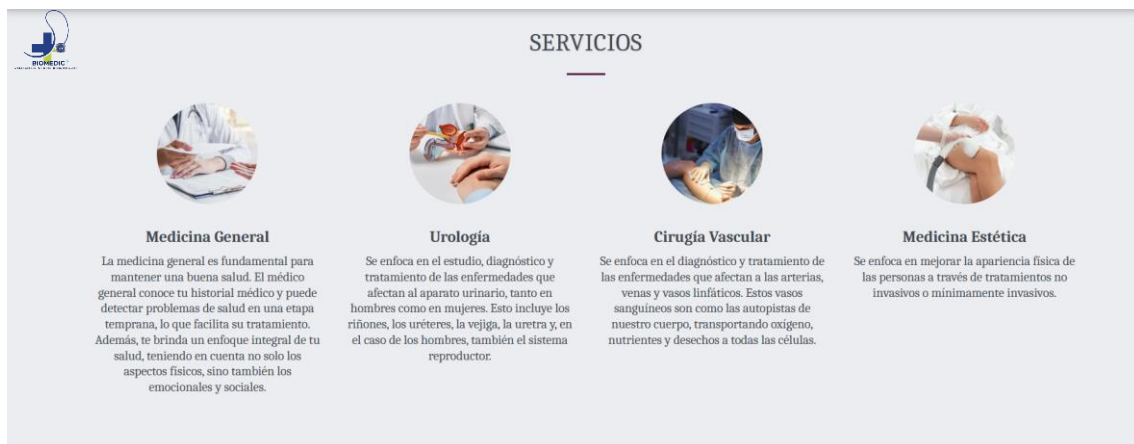 BIOMEDIC
SERVICIOS
Medicina General
La medicina general es fundamental para
mantener una buena salud. El médico
general conoce tu historial médico y puede
detectar problemas de salud en una etapa
temprana, lo que facilita su tratamiento.
Además, te brinda un enfoque integral de tu
salud, teniendo en cuenta no solo los
aspectos físicos, sino también los
emocionales y sociales.
Urología
Se enfoca en el estudio, diagnóstico y
tratamiento de las enfermedades que
afectan al aparato urinario, tanto en
hombres como en mujeres. Esto incluye los
riñones, los uréteres, la vejiga, la uretra y, en
el caso de los hombres, también el sistema
reproductor.
Cirugía Vascular
Se enfoca en el diagnóstico y tratamiento de
las enfermedades que afectan a las arterias,
venas y vasos linfáticos. Estos vasos
sanguíneos son como las autopistas de
nuestro cuerpo, transportando oxígeno,
nutrientes y desechos a todas las células.
Medicina Estética
Se enfoca en mejorar la apariencia física de
las personas a través de tratamientos no
invasivos o mínimamente invasivos.